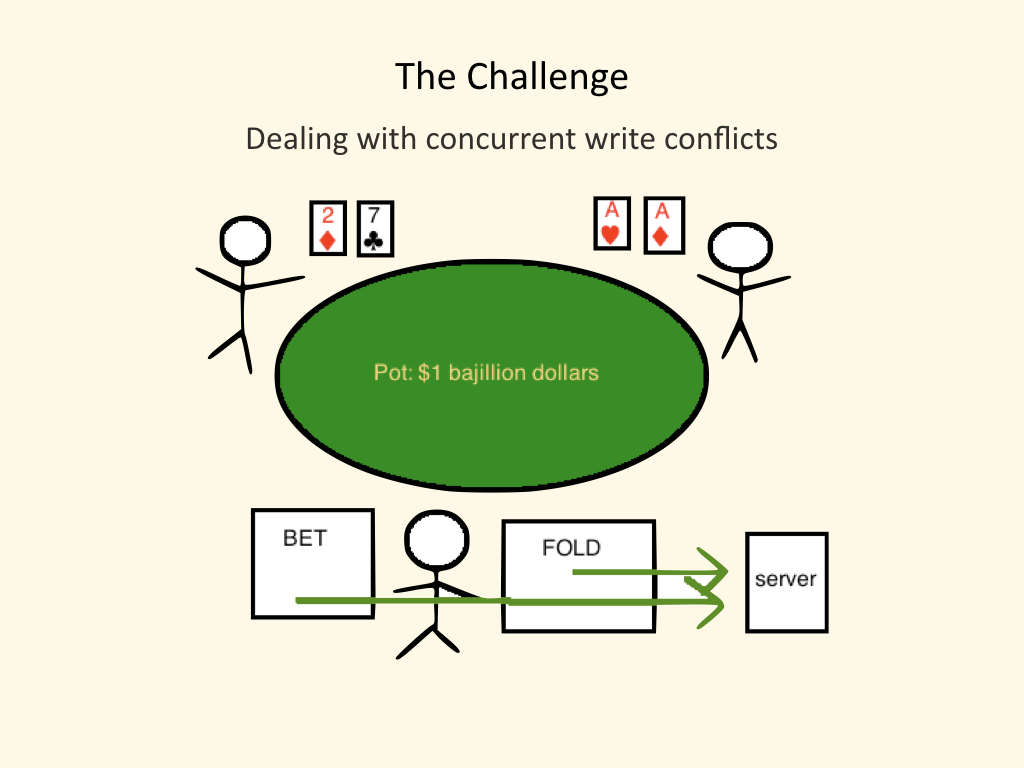 The Challenge
Dealing with concurrent write conflicts
2 7 A A
Pot: $1 bajillion dollars
BET
FOLD
server